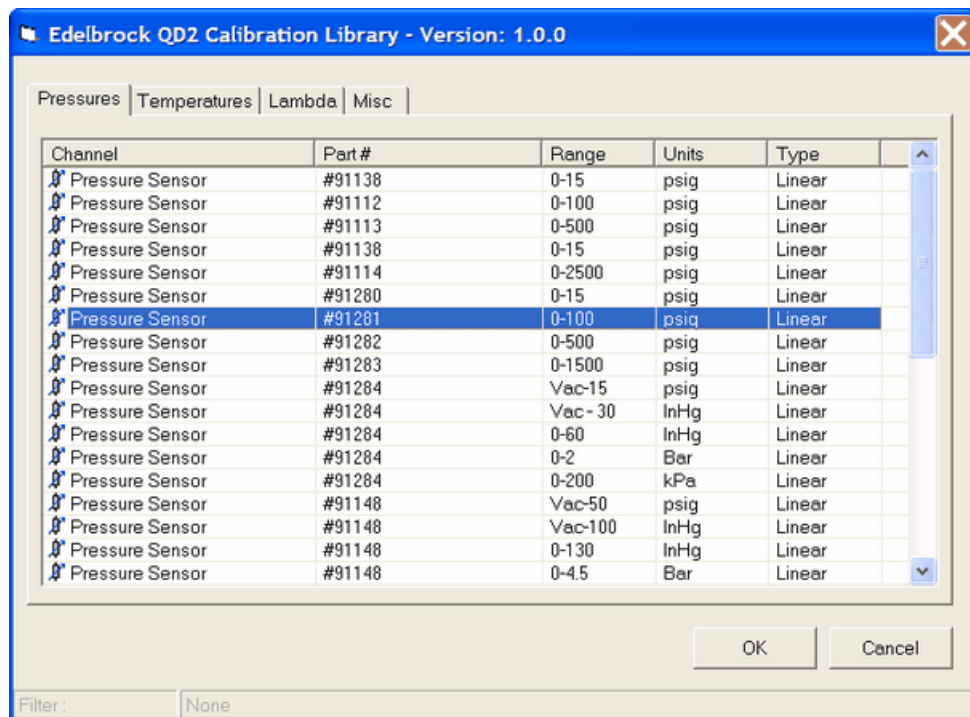 Edelbrock QD2 Calibration Library - Version: 1.0.0
Pressures Temperatures Lambda Misc
Channel Part # Range Units Type
Pressure Sensor #91138 0-15 psig Linear
Pressure Sensor #91112 0-100 psig Linear
Pressure Sensor #91113 0-500 psig Linear
Pressure Sensor #91138 0-15 psig Linear
Pressure Sensor #91114 0-2500 psig Linear
Pressure Sensor #91280 0-15 psig Linear
Pressure Sensor #91281 0-100 psig Linear
Pressure Sensor #91282 0-500 psig Linear
Pressure Sensor #91283 0-1500 psig Linear
Pressure Sensor #91284 Vac-15 psig Linear
Pressure Sensor #91284 Vac - 30 InHg Linear
Pressure Sensor #91284 0-60 InHg Linear
Pressure Sensor #91284 0-2 Bar Linear
Pressure Sensor #91284 0-200 kPa Linear
Pressure Sensor #91148 Vac-50 psig Linear
Pressure Sensor #91148 Vac-100 InHg Linear
Pressure Sensor #91148 0-130 InHg Linear
Pressure Sensor #91148 0-4.5 Bar Linear
OK Cancel
Filter : None